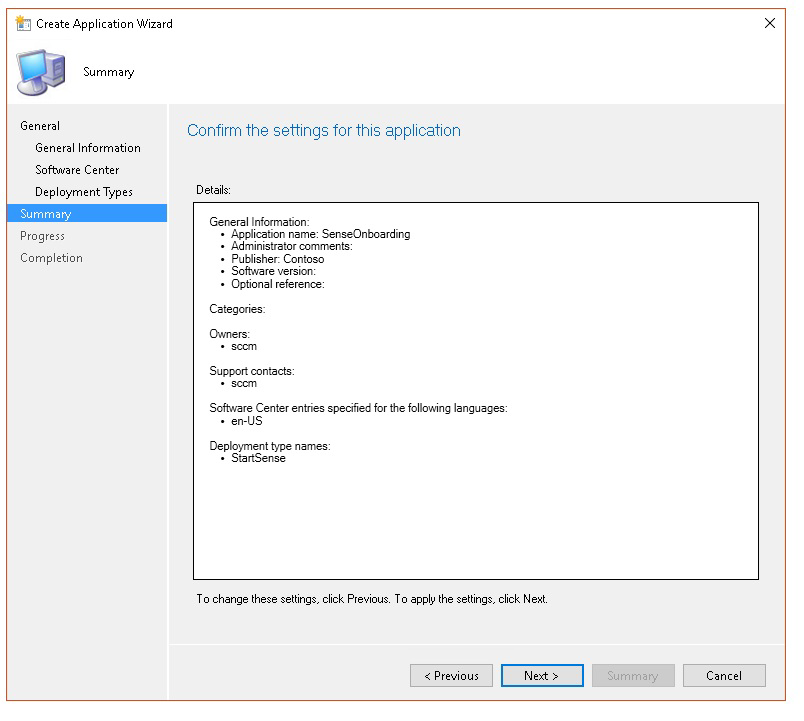 Create Application Wizard
Summary
General
General Information
Software Center
Deployment Types
Summary
Progress
Completion
Confirm the settings for this application
Details:
General Information:
• Application name: SenseOnboarding
• Administrator comments:
• Publisher: Contoso
• Software version:
• Optional reference:
Categories:
Owners:
• sccm
Support contacts:
• sccm
Software Center entries specified for the following languages:
• en-US
Deployment type names:
• StartSense
To change these settings, click Previous. To apply the settings, click Next.
< Previous
Next >
Summary
Cancel